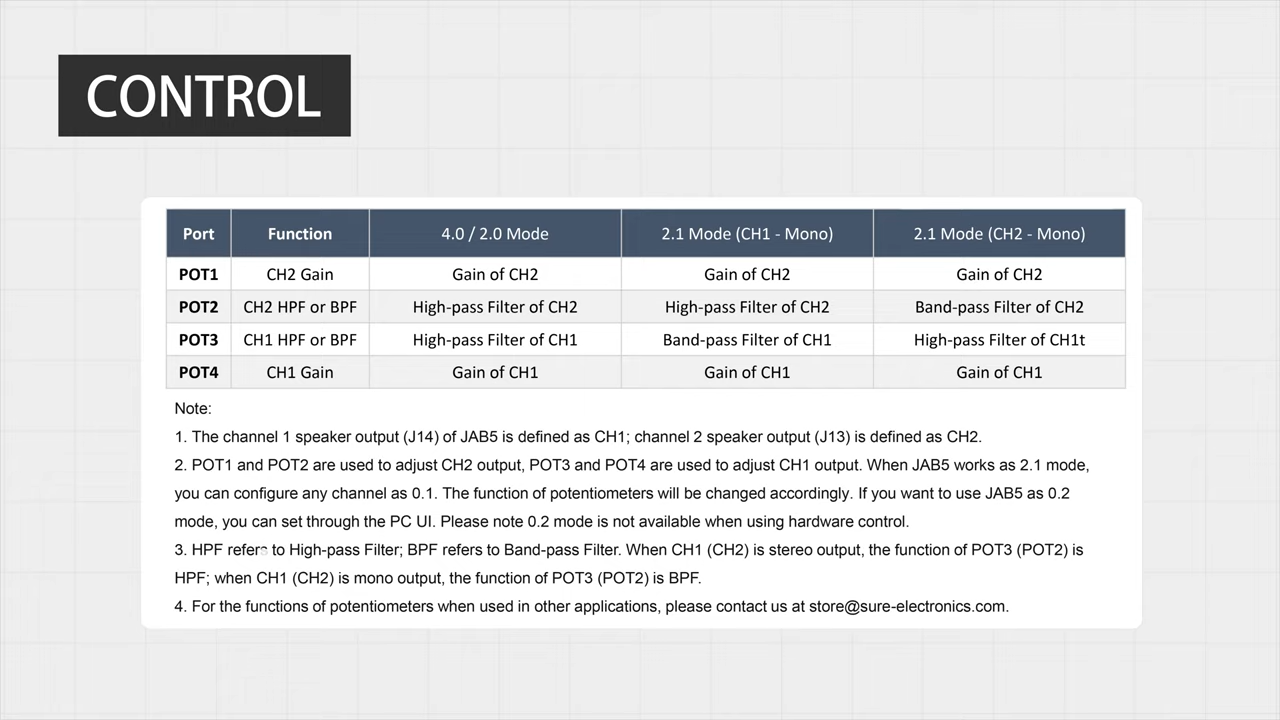 CONTROL
Port Function 4.0 / 2.0 Mode 2.1 Mode (CH1 - Mono) 2.1 Mode (CH2 - Mono)
POT1 CH2 Gain Gain of CH2 Gain of CH2 Gain of CH2
POT2 CH2 HPF or BPF High-pass Filter of CH2 High-pass Filter of CH2 Band-pass Filter of CH2
POT3 CH1 HPF or BPF High-pass Filter of CH1 Band-pass Filter of CH1 High-pass Filter of CH1t
POT4 CH1 Gain Gain of CH1 Gain of CH1 Gain of CH1
Note:
1. The channel 1 speaker output (J14) of JAB5 is defined as CH1; channel 2 speaker output (J13) is defined as CH2.
2. POT1 and POT2 are used to adjust CH2 output, POT3 and POT4 are used to adjust CH1 output. When JAB5 works as 2.1 mode,
you can configure any channel as 0.1. The function of potentiometers will be changed accordingly. If you want to use JAB5 as 0.2
mode, you can set through the PC UI. Please note 0.2 mode is not available when using hardware control.
3. HPF refers to High-pass Filter; BPF refers to Band-pass Filter. When CH1 (CH2) is stereo output, the function of POT3 (POT2) is
HPF; when CH1 (CH2) is mono output, the function of POT3 (POT2) is BPF.
4. For the functions of potentiometers when used in other applications, please contact us at store@sure-electronics.com.